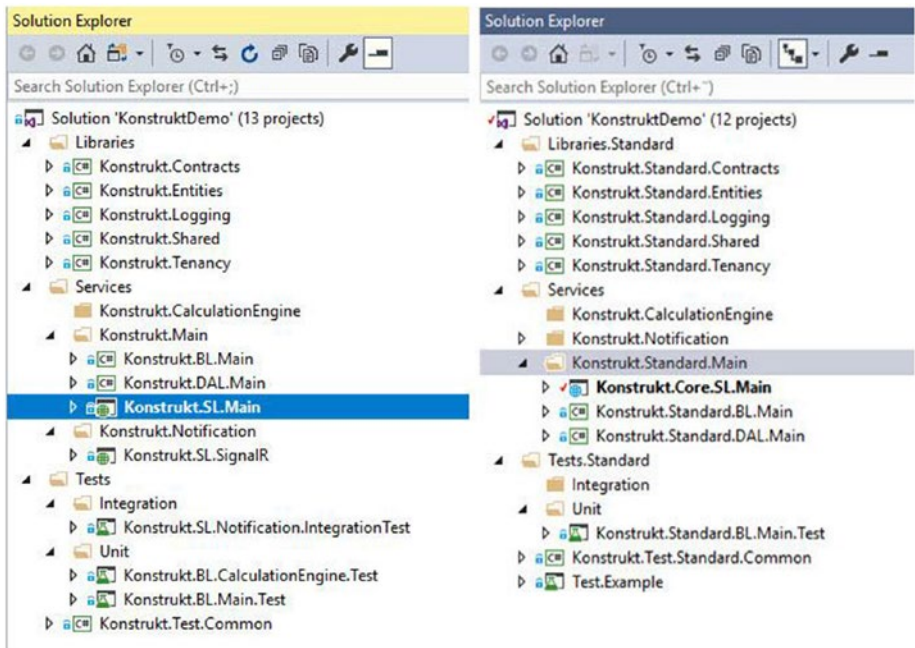 Solution Explorer
Search Solution Explorer (Ctrl+;)
Solution 'KonstruktDemo' (13 projects)
Libraries
C# Konstrukt.Contracts
C# Konstrukt.Entities
C# Konstrukt.Logging
C# Konstrukt.Shared
C# Konstrukt.Tenancy
Services
Konstrukt.CalculationEngine
Konstrukt.Main
C# Konstrukt.BL.Main
C# Konstrukt.DAL.Main
Konstrukt.SL.Main
Konstrukt.Notification
Konstrukt.SL.SignalR
Tests
Integration
Konstrukt.SL.Notification.IntegrationTest
Unit
Konstrukt.BL.CalculationEngine.Test
Konstrukt.BL.Main.Test
C# Konstrukt.Test.Common
Solution Explorer
Search Solution Explorer (Ctrl+¨)
Solution 'KonstruktDemo' (12 projects)
Libraries.Standard
C# Konstrukt.Standard.Contracts
C# Konstrukt.Standard.Entities
C# Konstrukt.Standard.Logging
C# Konstrukt.Standard.Shared
C# Konstrukt.Standard.Tenancy
Services
Konstrukt.CalculationEngine
Konstrukt.Notification
Konstrukt.Standard.Main
Konstrukt.Core.SL.Main
C# Konstrukt.Standard.BL.Main
C# Konstrukt.Standard.DAL.Main
Tests.Standard
Integration
Unit
Konstrukt.Standard.BL.Main.Test
C# Konstrukt.Test.Standard.Common
Test.Example